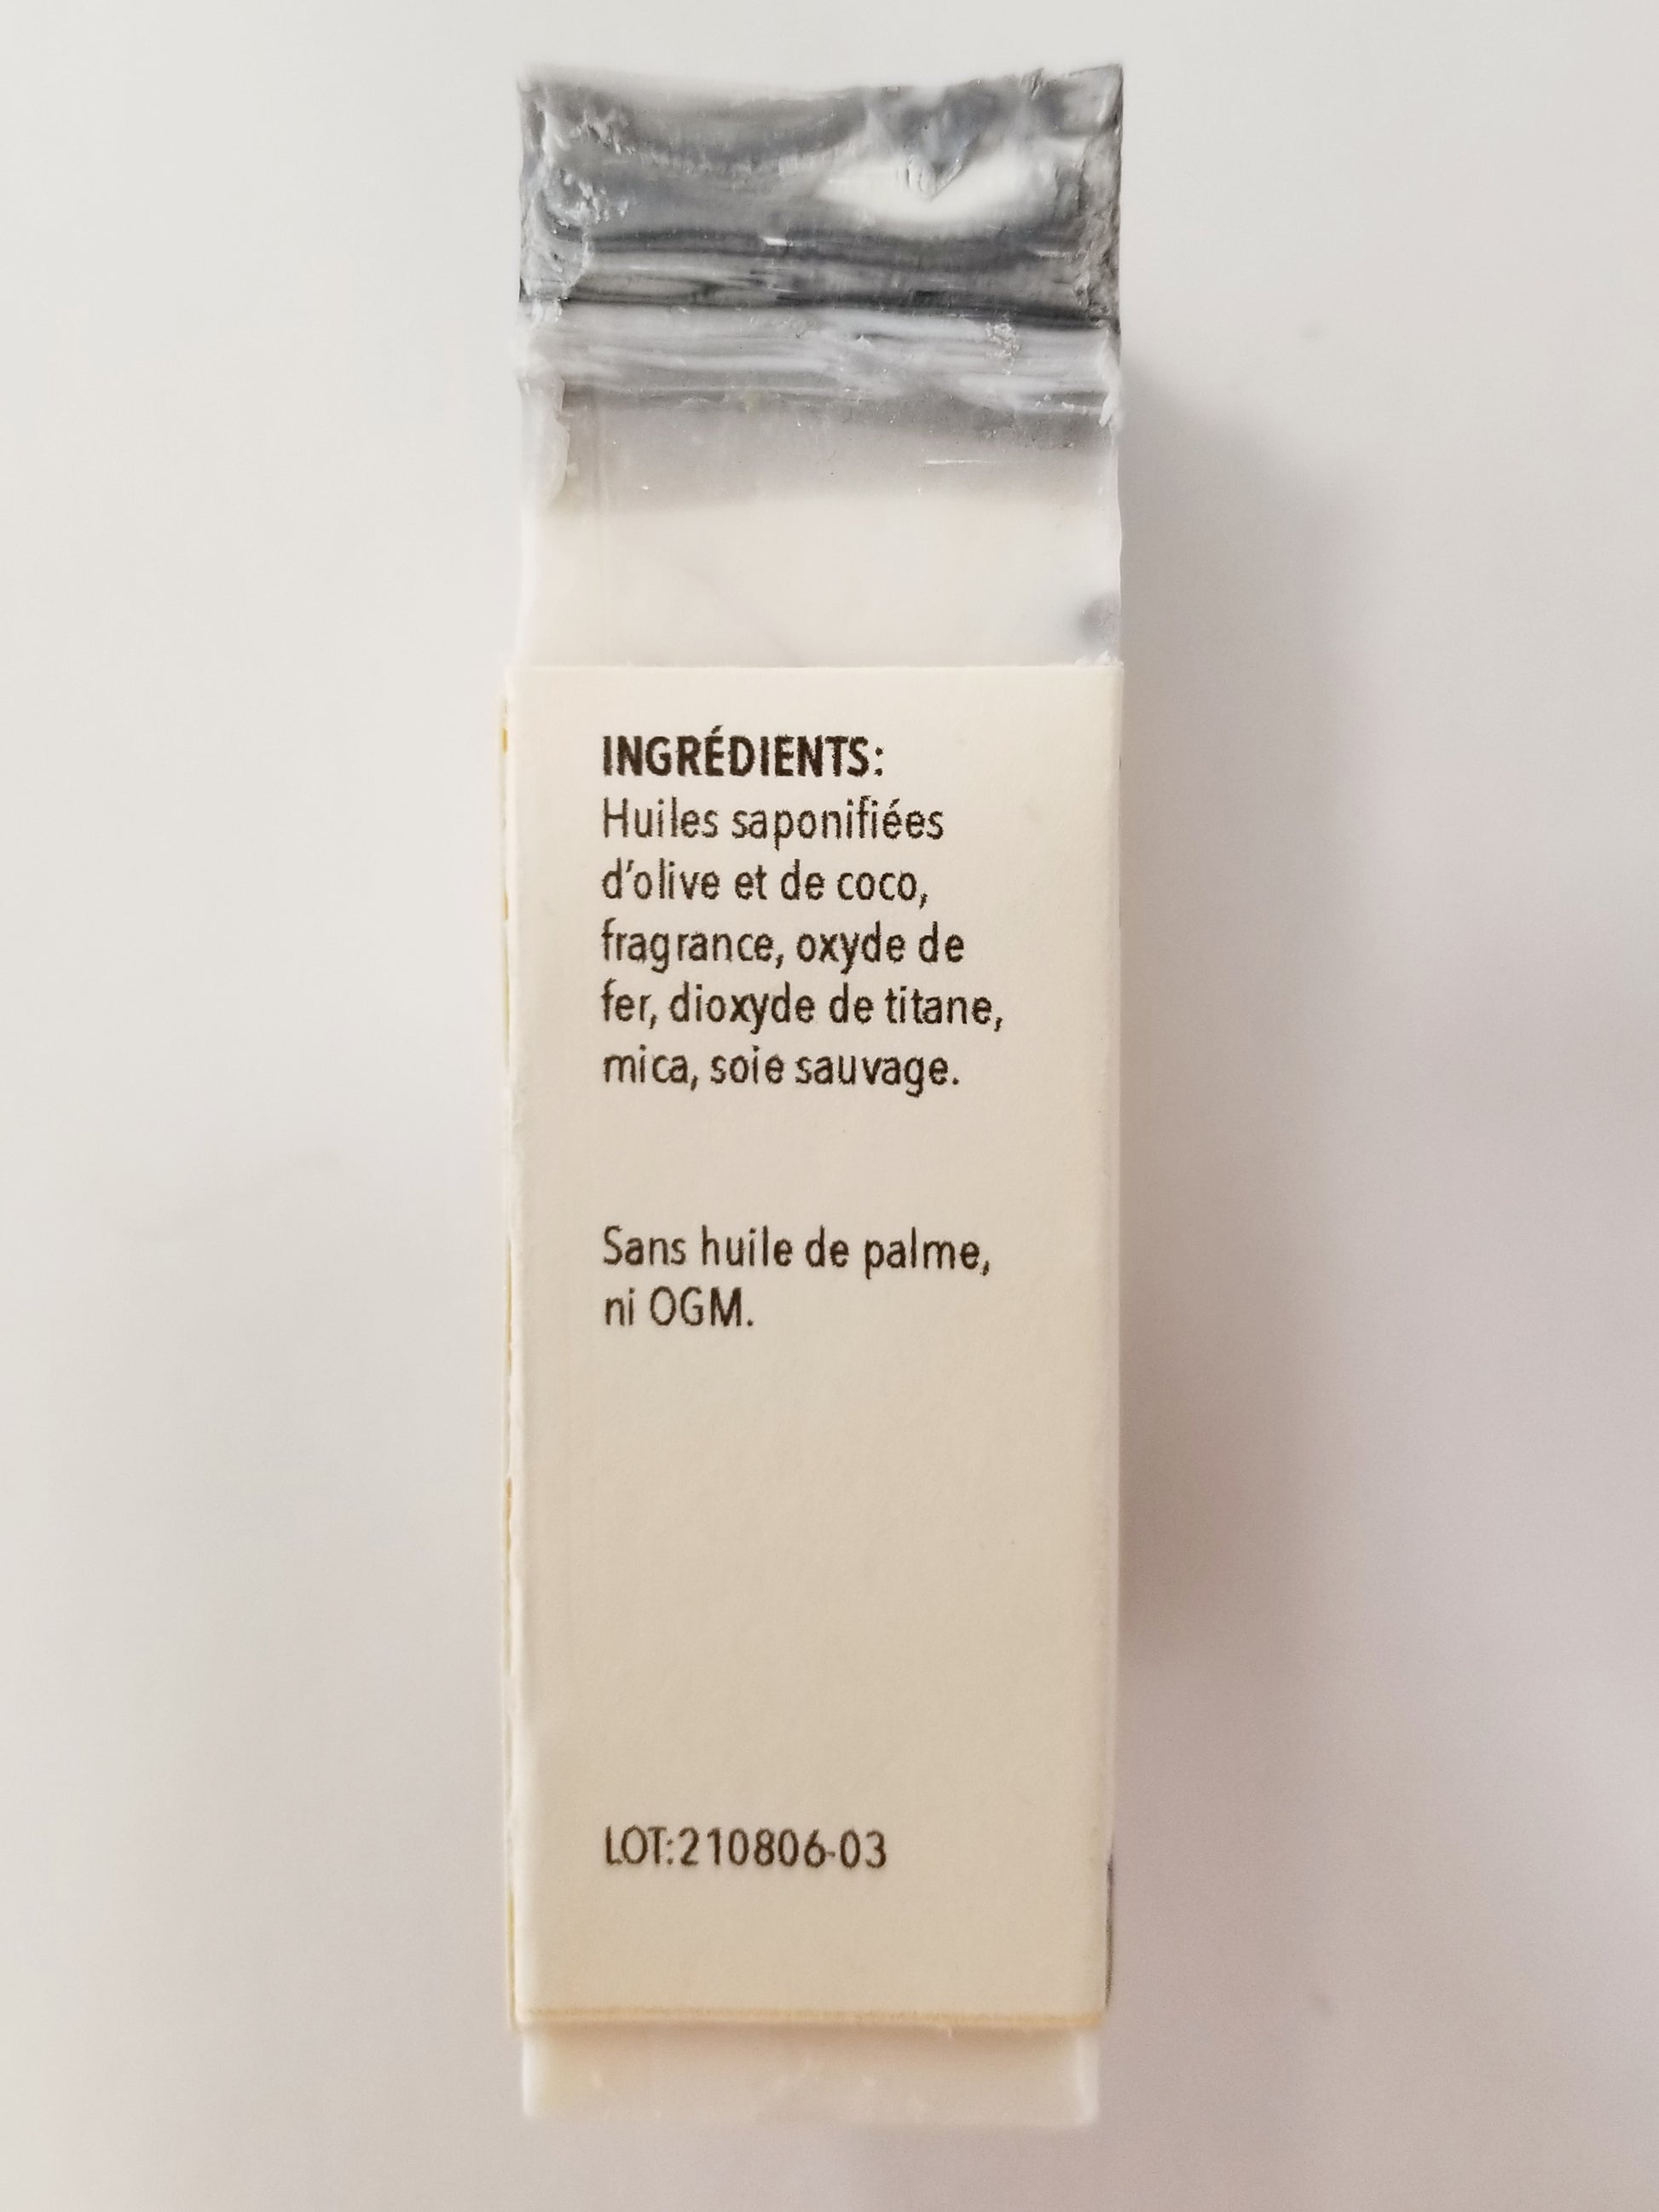 INGRÉDIENTS:
Huiles saponifiées
d'olive et de coco,
fragrance, oxyde de
fer, dioxyde de titane,
mica, soie sauvage.
Sans huile de palme,
ni OGM.
LOT:210806-03